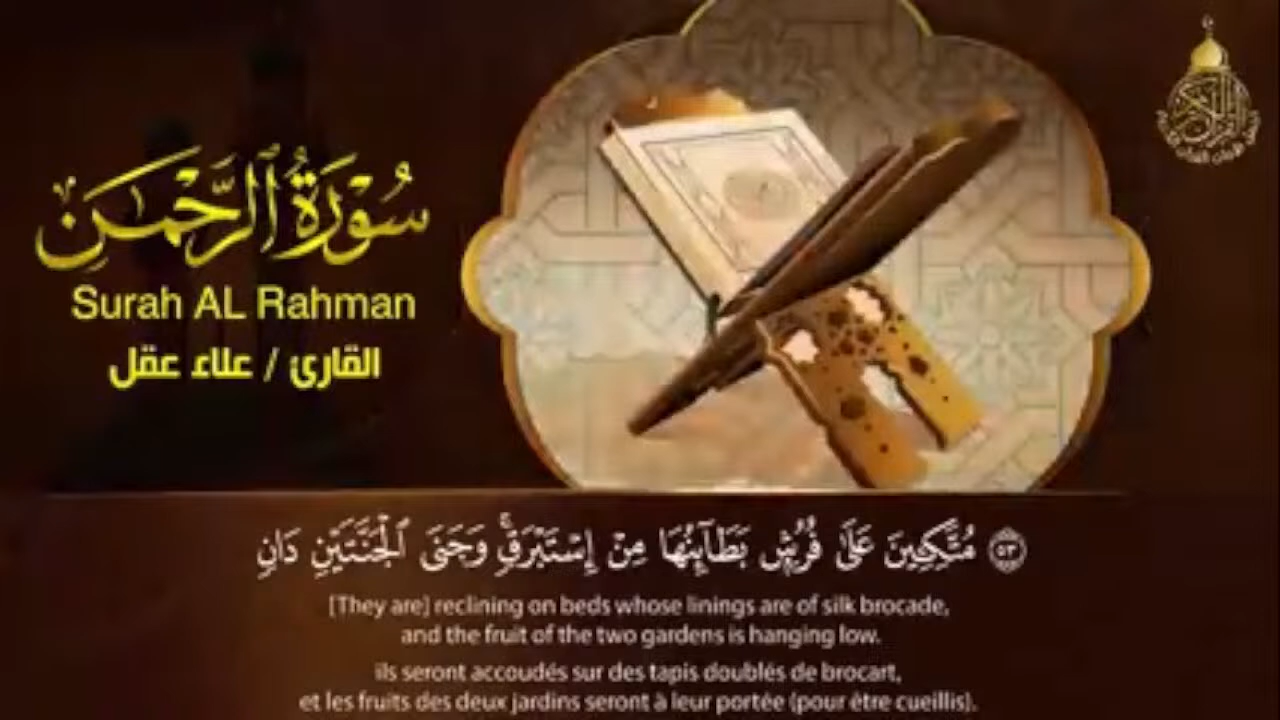 سُورَةُ ٱلرَّحْمَـٰن
Surah AL Rahman
القارئ / علاء عقل
۝٥٣ مُتَّكِـِٔينَ عَلَىٰ فُرُشٍۭ بَطَآئِنُهَا مِنْ إِسْتَبْرَقٍۢ ۚ وَجَنَى ٱلْجَنَّتَيْنِ دَانٍ
[They are] reclining on beds whose linings are of silk brocade,
and the fruit of the two gardens is hanging low.
ils seront accoudés sur des tapis doublés de brocart,
et les fruits des deux jardins seront à leur portée (pour être cueillis).